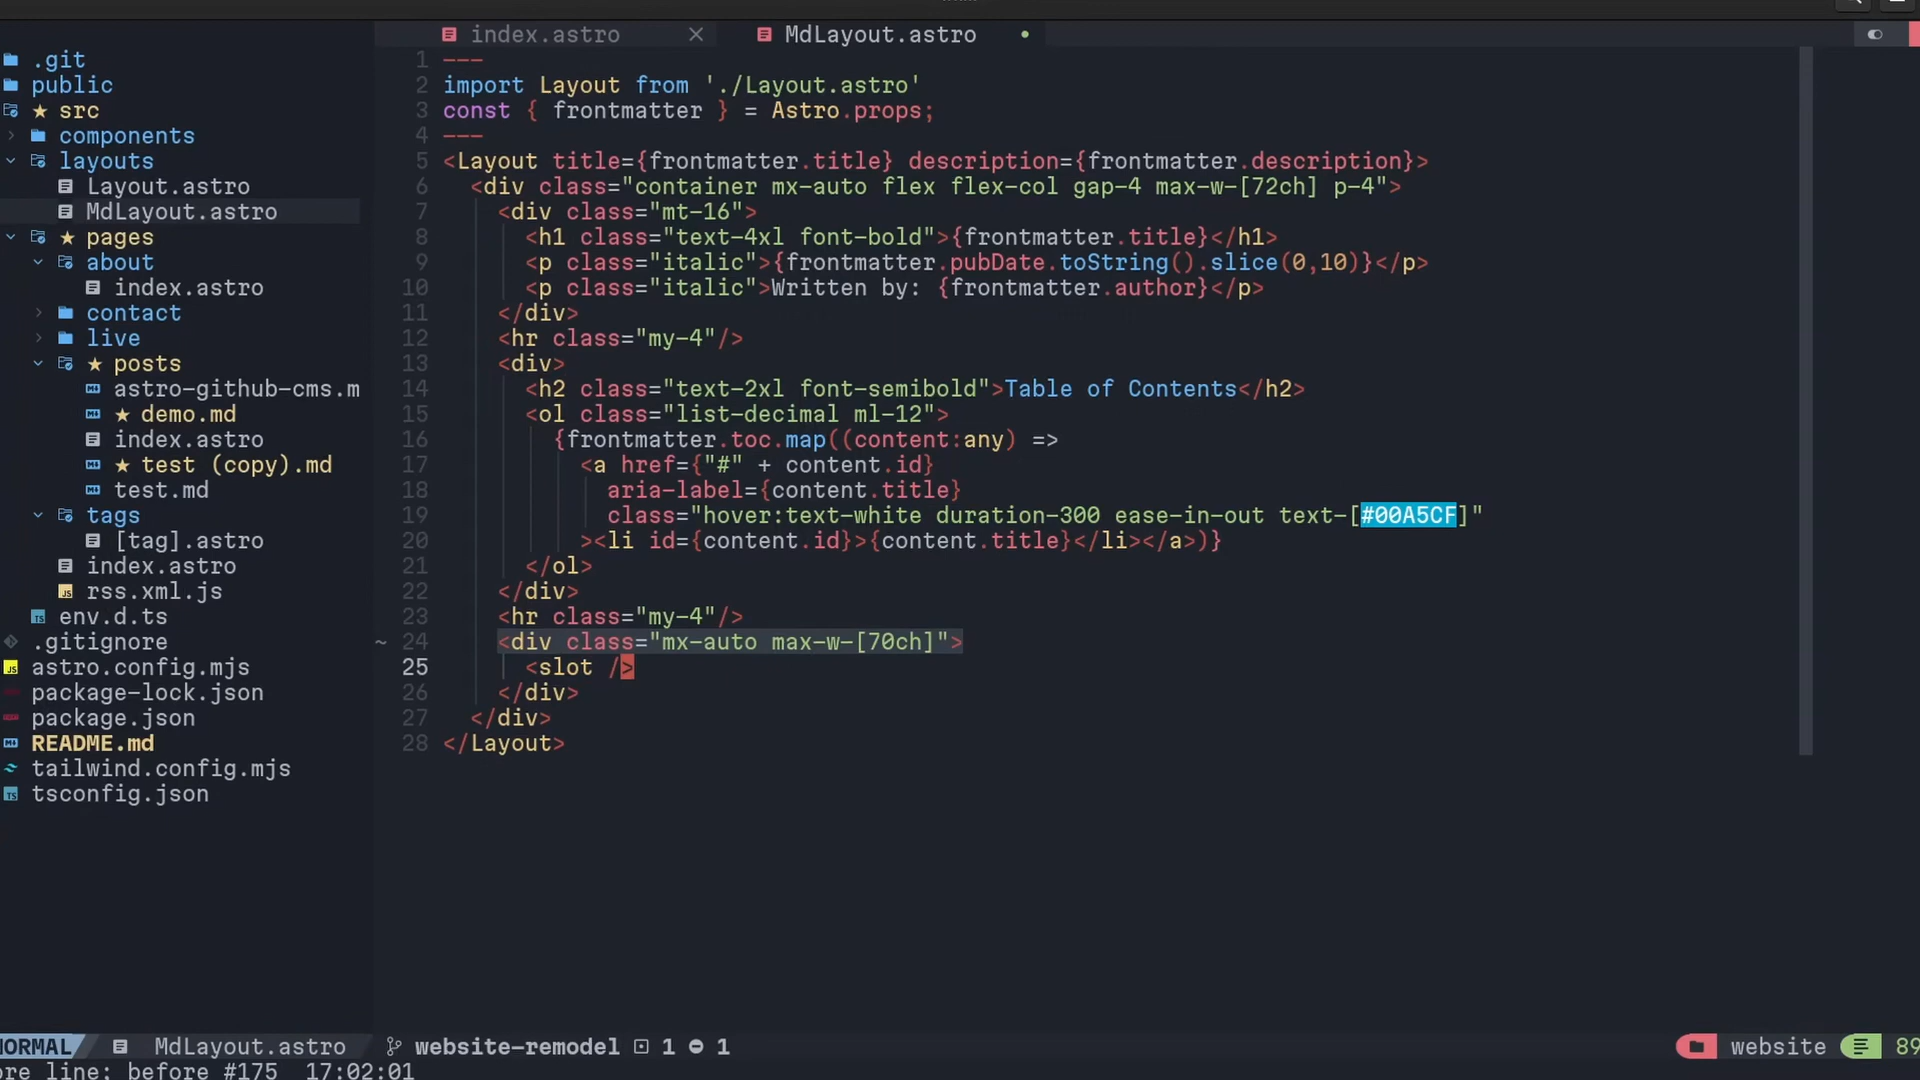 index.astro
MdLayout.astro
.git
public
src
components
layouts
Layout.astro
MdLayout.astro
pages
about
index.astro
contact
live
posts
astro-github-cms.m
demo.md
index.astro
test (copy).md
test.md
tags
[tag].astro
index.astro
rss.xml.js
env.d.ts
.gitignore
astro.config.mjs
package-lock.json
package.json
README.md
tailwind.config.mjs
tsconfig.json
1 ---
2 import Layout from './Layout.astro'
3 const { frontmatter } = Astro.props;
4 ---
5 <Layout title={frontmatter.title} description={frontmatter.description}>
6 <div class="container mx-auto flex flex-col gap-4 max-w-[72ch] p-4">
7 <div class="mt-16">
8 <h1 class="text-4xl font-bold">{frontmatter.title}</h1>
9 <p class="italic">{frontmatter.pubDate.toString().slice(0,10)}</p>
10 <p class="italic">Written by: {frontmatter.author}</p>
11 </div>
12 <hr class="my-4"/>
13 <div>
14 <h2 class="text-2xl font-semibold">Table of Contents</h2>
15 <ol class="list-decimal ml-12">
16 {frontmatter.toc.map((content:any) =>
17 <a href={"#" + content.id}
18 aria-label={content.title}
19 class="hover:text-white duration-300 ease-in-out text-[#00A5CF]"
20 ><li id={content.id}>{content.title}</li></a>)}
21 </ol>
22 </div>
23 <hr class="my-4"/>
~ 24 <div class="mx-auto max-w-[70ch]">
25 <slot />
26 </div>
27 </div>
28 </Layout>
NORMAL MdLayout.astro website-remodel 1 1 website 89
ore line; before #175 17:02:01